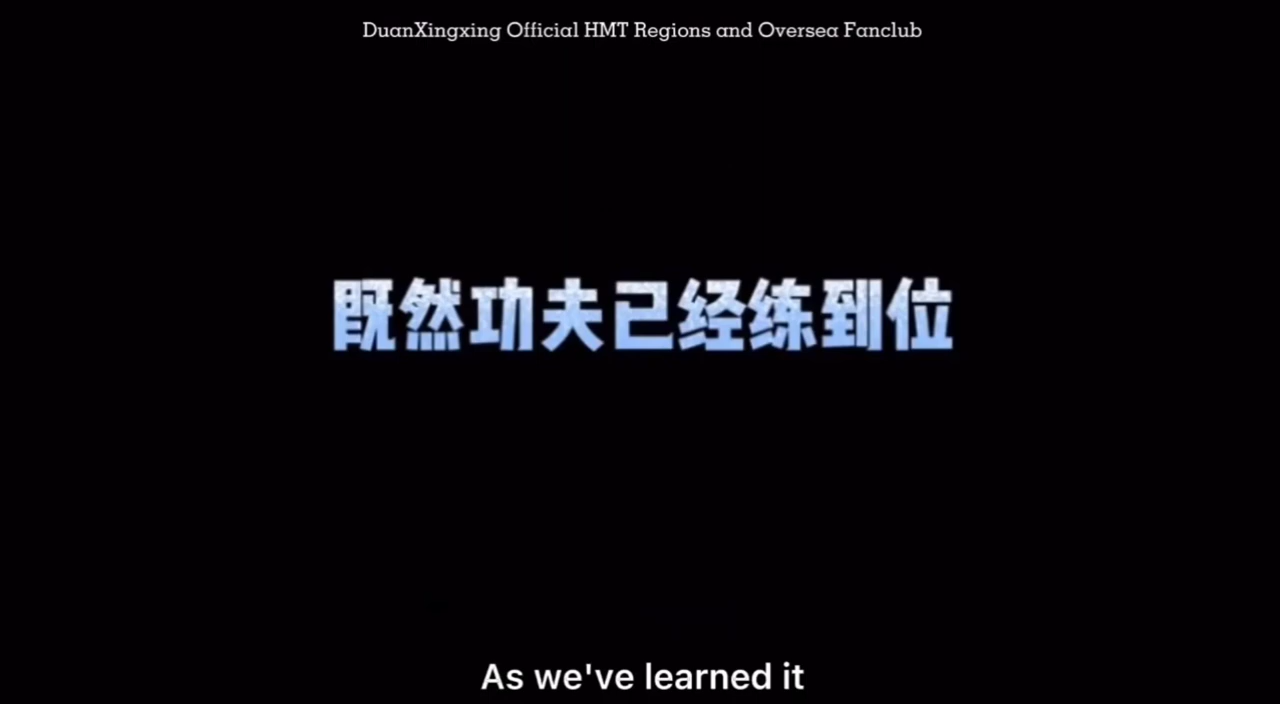 DuanXingxing Official HMT Regions and Oversea Fanclub
既然功夫已经练到位
As we've learned it